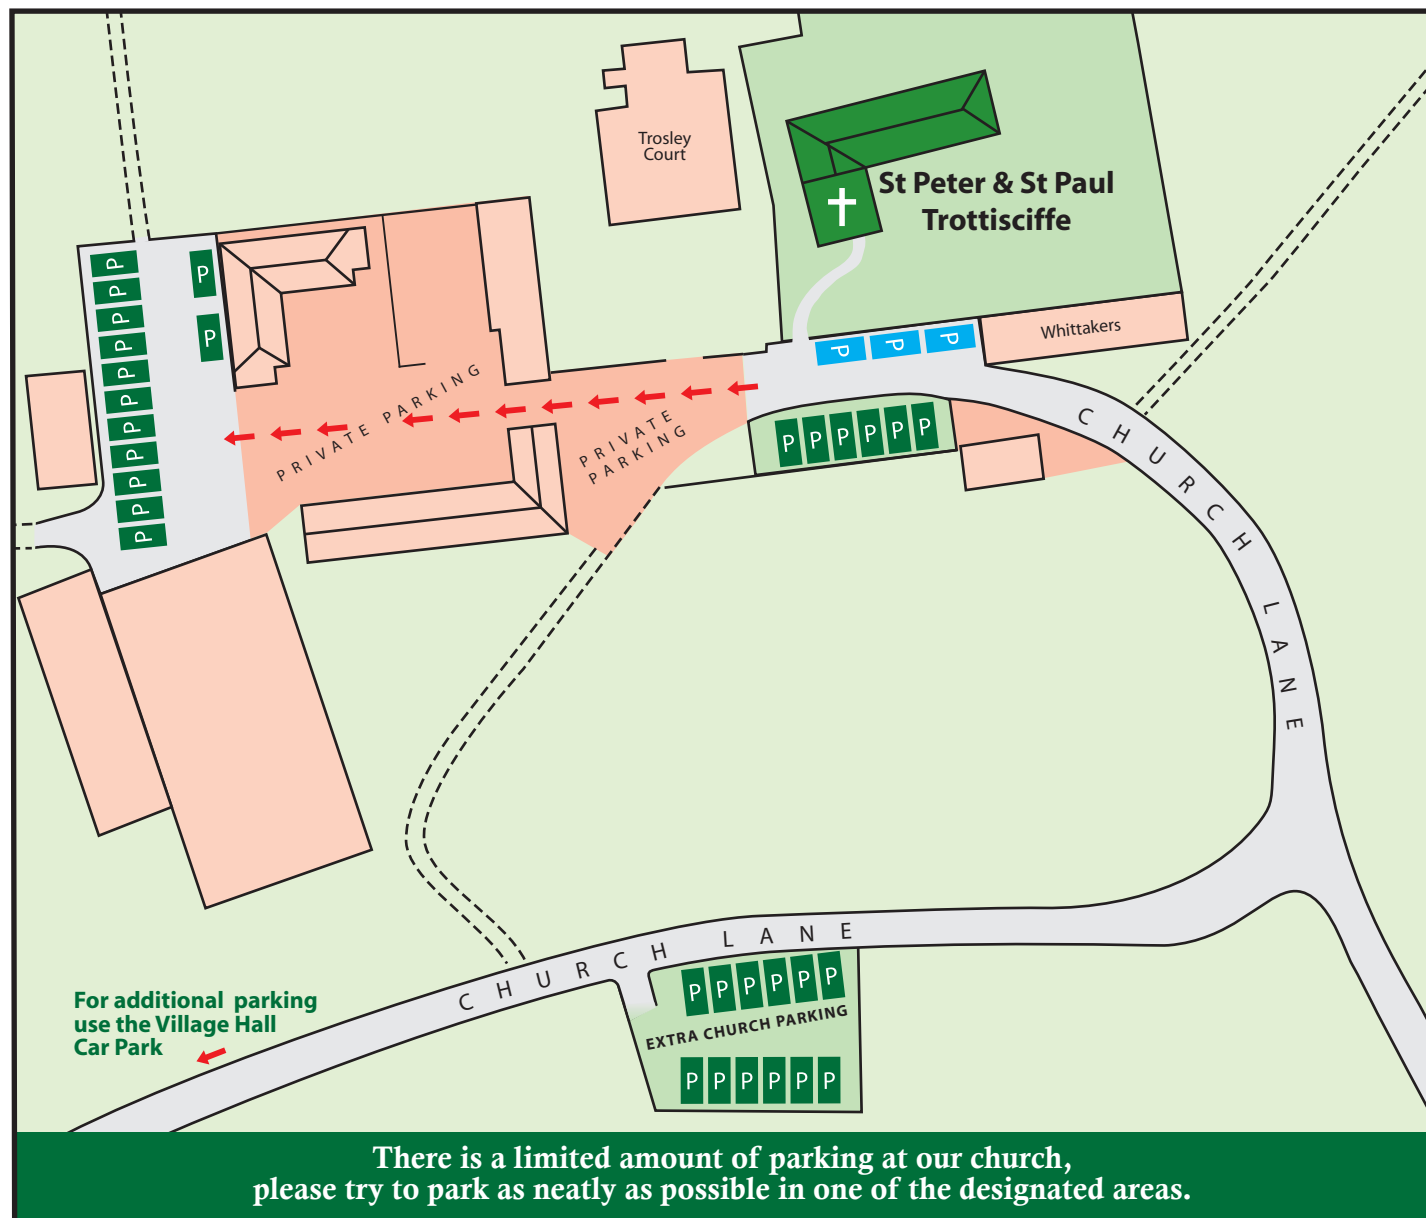 Trosley
Court
St Peter & St Paul
Trottisciffe
Whittakers
P
P
P
P
P
P
P
P
P
P
P
P
P
P P P
PRIVATE PARKING
PRIVATE
PARKING
P P P P P P
CHURCH LANE
CHURCH LANE
P P P P P P
EXTRA CHURCH PARKING
P P P P P P
For additional parking
use the Village Hall
Car Park
There is a limited amount of parking at our church,
please try to park as neatly as possible in one of the designated areas.